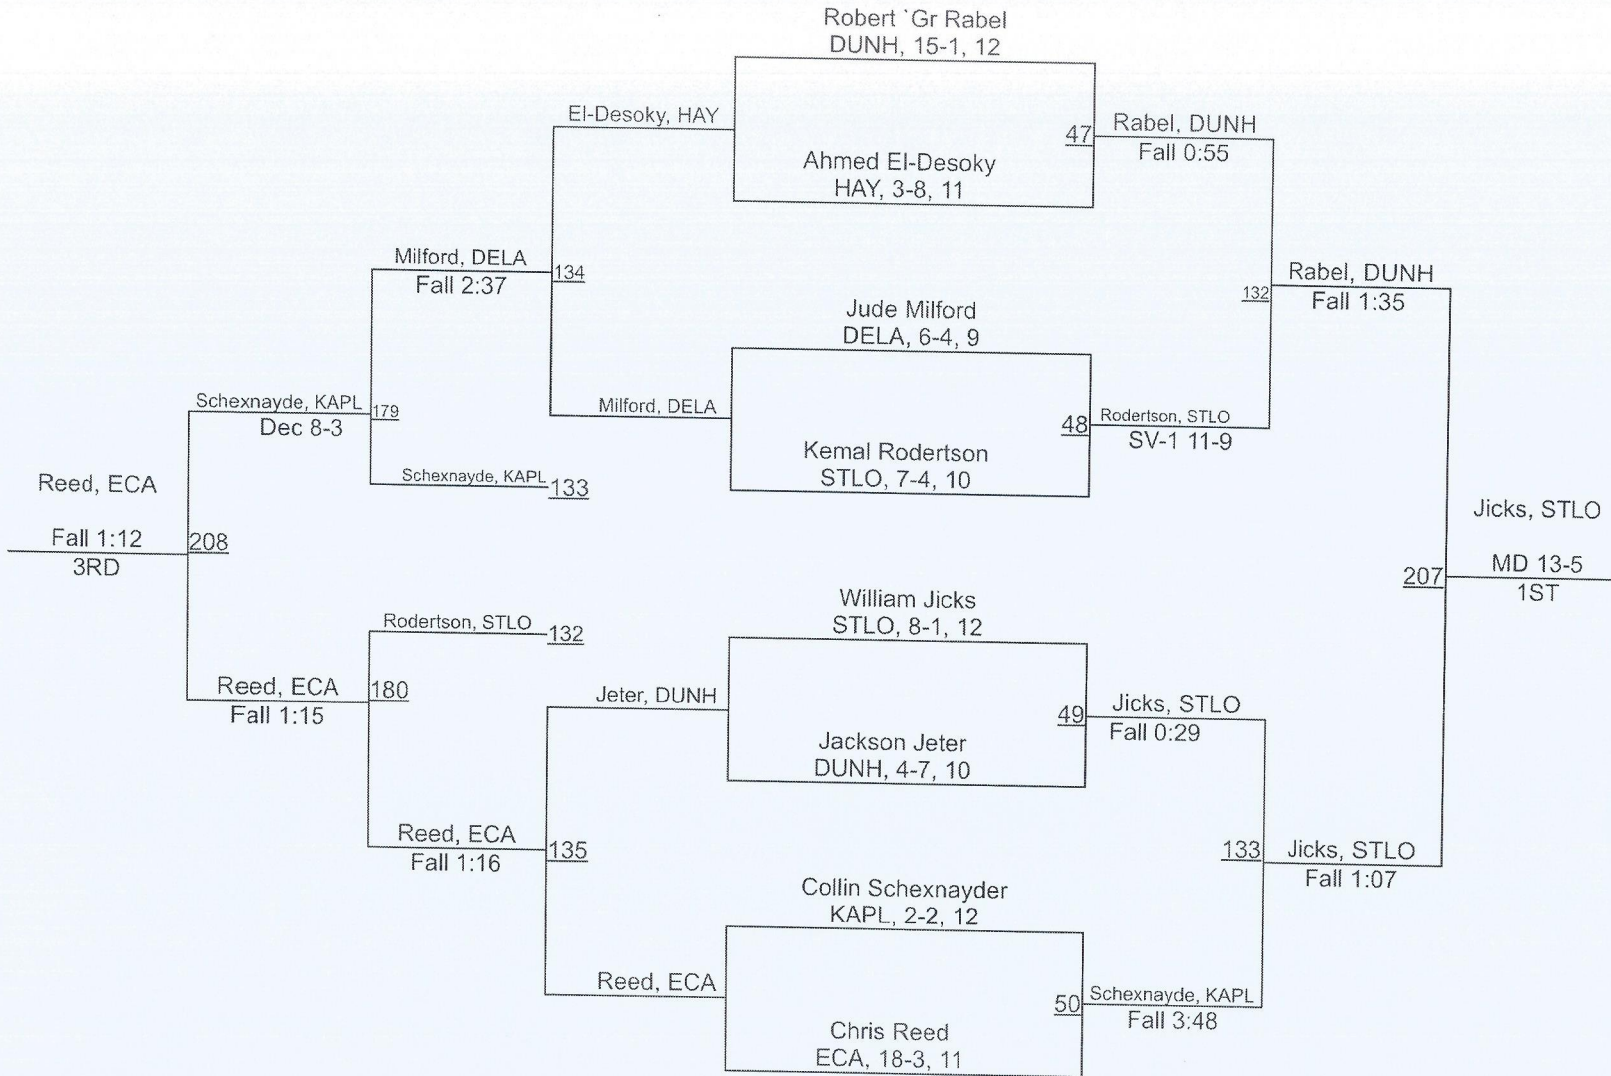 Robert `Gr Rabel
DUNH, 15-1, 12
El-Desoky, HAY
47
Rabel, DUNH
Fall 0:55
Ahmed El-Desoky
HAY, 3-8, 11
Milford, DELA
Fall 2:37
134
132
Rabel, DUNH
Fall 1:35
Jude Milford
DELA, 6-4, 9
Schexnayde, KAPL
Dec 8-3
179
Milford, DELA
48
Rodertson, STLO
SV-1 11-9
Kemal Rodertson
STLO, 7-4, 10
Schexnayde, KAPL
133
Reed, ECA
Fall 1:12
3RD
208
Jicks, STLO
MD 13-5
1ST
207
William Jicks
STLO, 8-1, 12
Rodertson, STLO
132
Reed, ECA
Fall 1:15
180
Jeter, DUNH
49
Jicks, STLO
Fall 0:29
Jackson Jeter
DUNH, 4-7, 10
Reed, ECA
Fall 1:16
135
133
Jicks, STLO
Fall 1:07
Collin Schexnayder
KAPL, 2-2, 12
Reed, ECA
50
Schexnayde, KAPL
Fall 3:48
Chris Reed
ECA, 18-3, 11